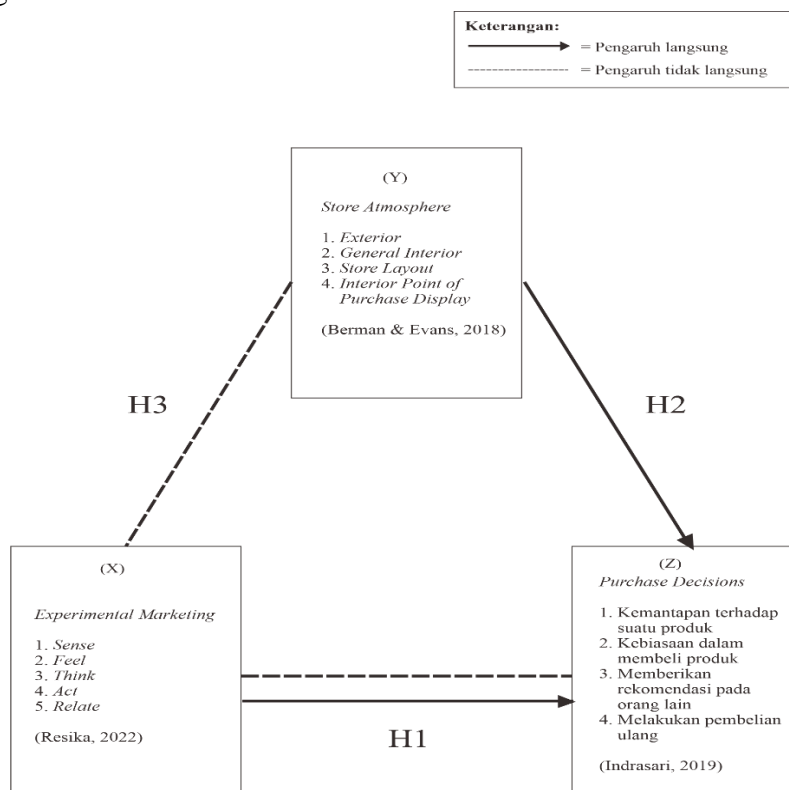 Keterangan:
= Pengaruh langsung
= Pengaruh tidak langsung
(Y)
Store Atmosphere
1. Exterior
2. General Interior
3. Store Layout
4. Interior Point of
Purchase Display
(Berman & Evans, 2018)
H3
H2
(X)
Experimental Marketing
1. Sense
2. Feel
3. Think
4. Act
5. Relate
(Resika, 2022)
H1
(Z)
Purchase Decisions
1. Kemantapan terhadap
suatu produk
2. Kebiasaan dalam
membeli produk
3. Memberikan
rekomendasi pada
orang lain
4. Melakukan pembelian
ulang
(Indrasari, 2019)